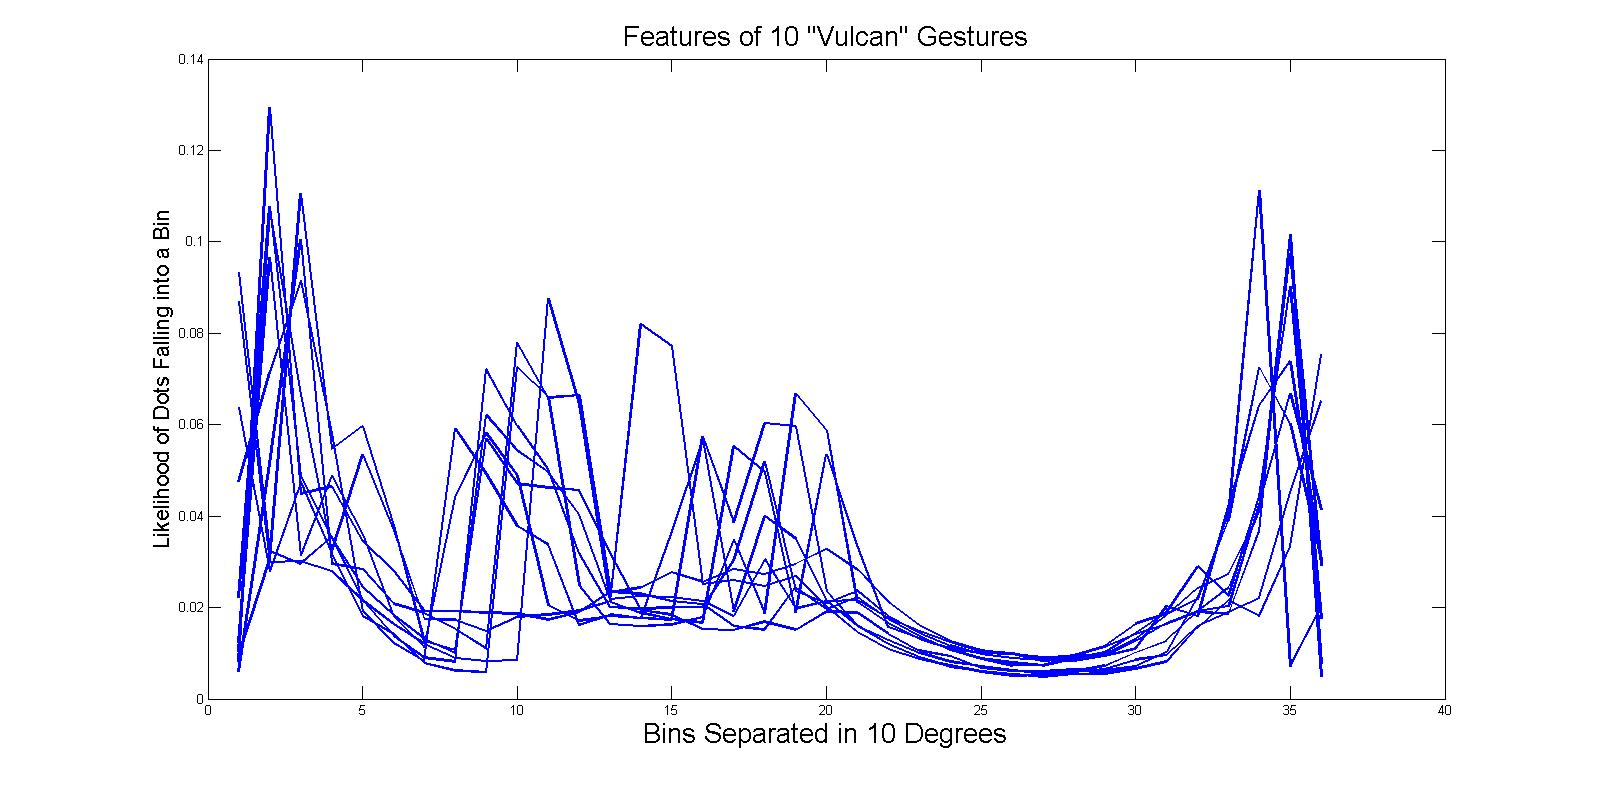 Features of 10 "Vulcan" Gestures
0.14
0.12
0.1
0.08
0.06
0.04
0.02
0
Likelihood of Dots Falling into a Bin
0 5 10 15 20 25 30 35 40
Bins Separated in 10 Degrees